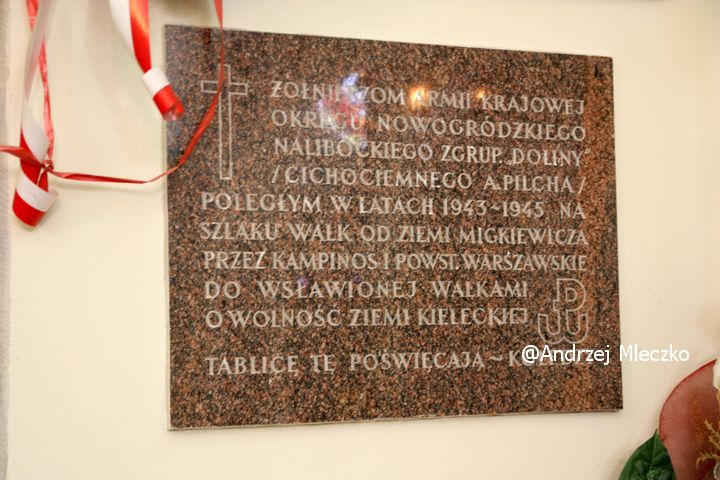 ŻOŁNIERZOM ARMII KRAJOWEJ
OKRĘGU NOWOGRÓDZKIEGO
NALIBOCKIEGO ZGRUP. „DOLINY"
/CICHOCIEMNEGO A.PILCHA/
POLEGŁYM W LATACH 1943~1945 NA
SZLAKU WALK OD ZIEMI MICKIEWICZA
PRZEZ KAMPINOS I POWST. WARSZAWSKIE
DO WSŁAWIONEJ WALKAMI
O WOLNOŚĆ ZIEMI KIELECKIEJ
TABLICĘ TĘ POŚWIĘCAJĄ ~
@Andrzej Mleczko